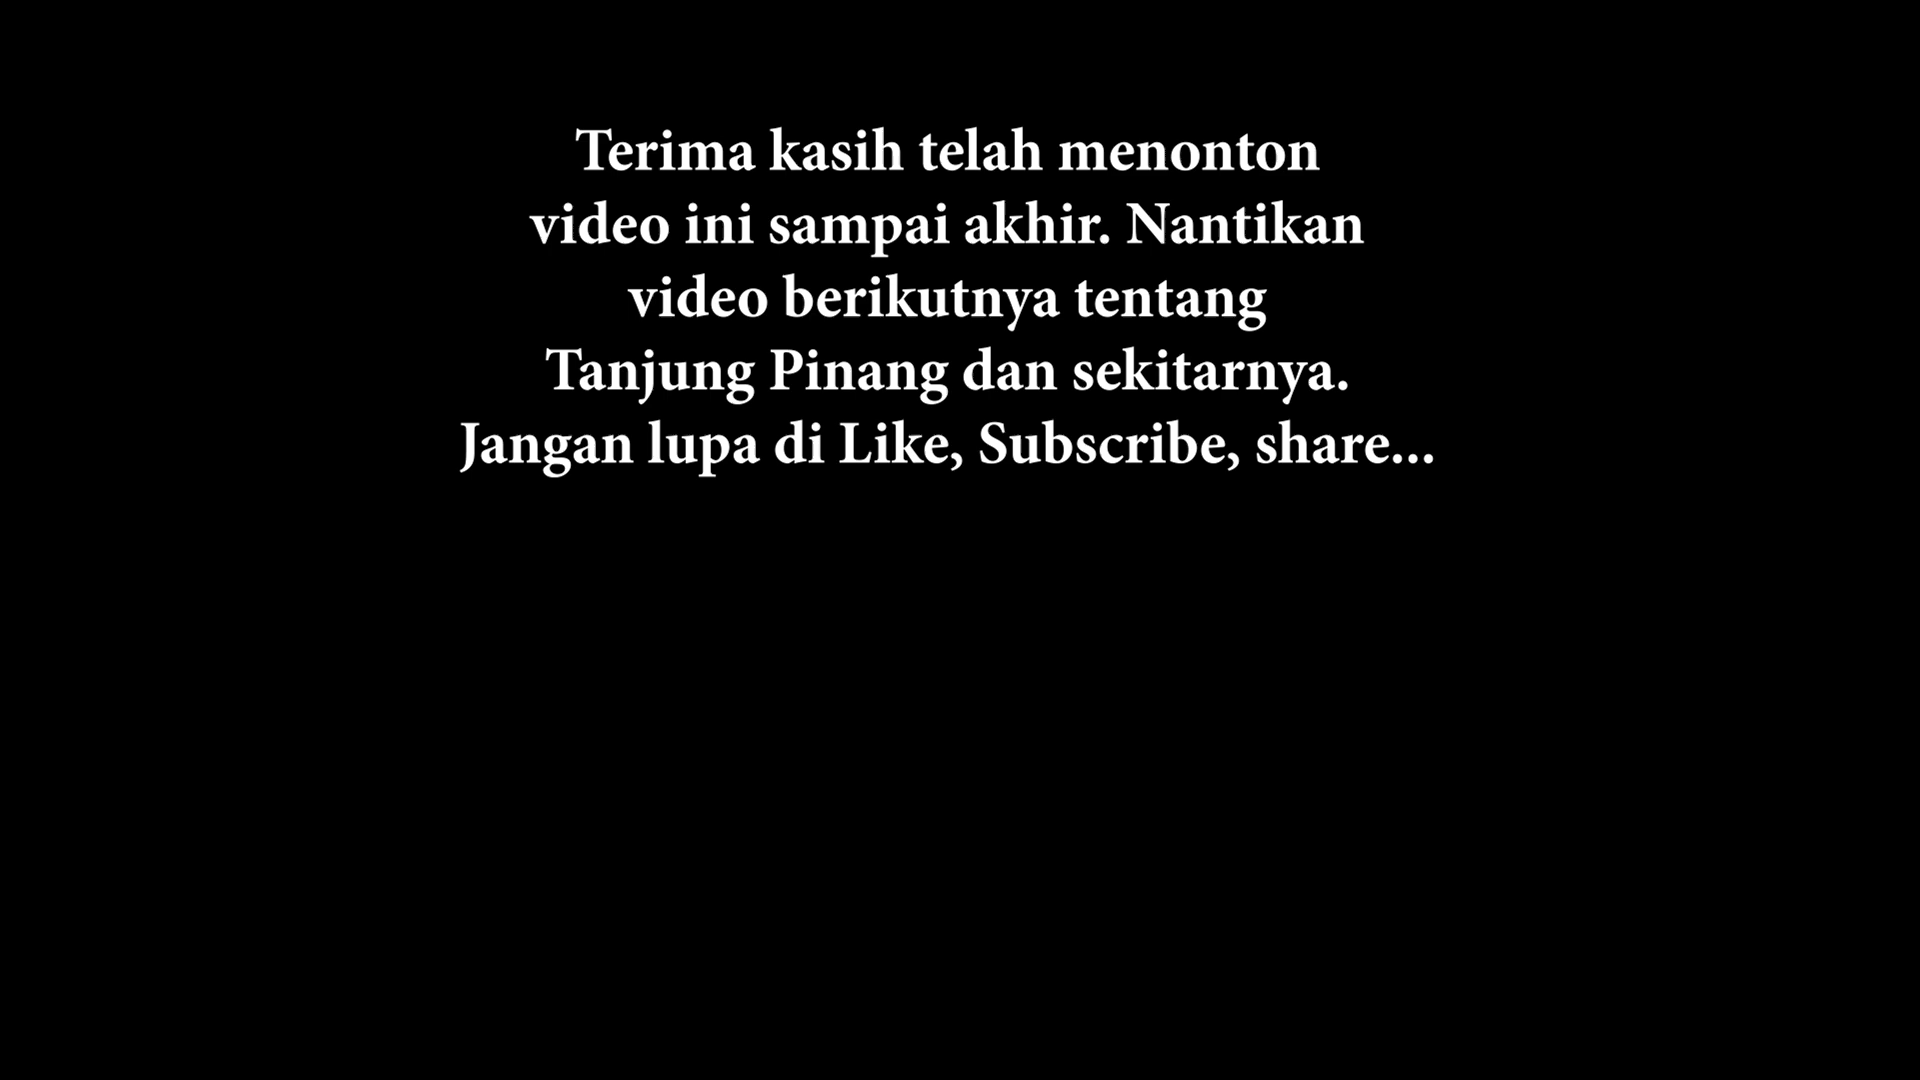 Terima kasih telah menonton
video ini sampai akhir. Nantikan
video berikutnya tentang
Tanjung Pinang dan sekitarnya.
Jangan lupa di Like, Subscribe, share...